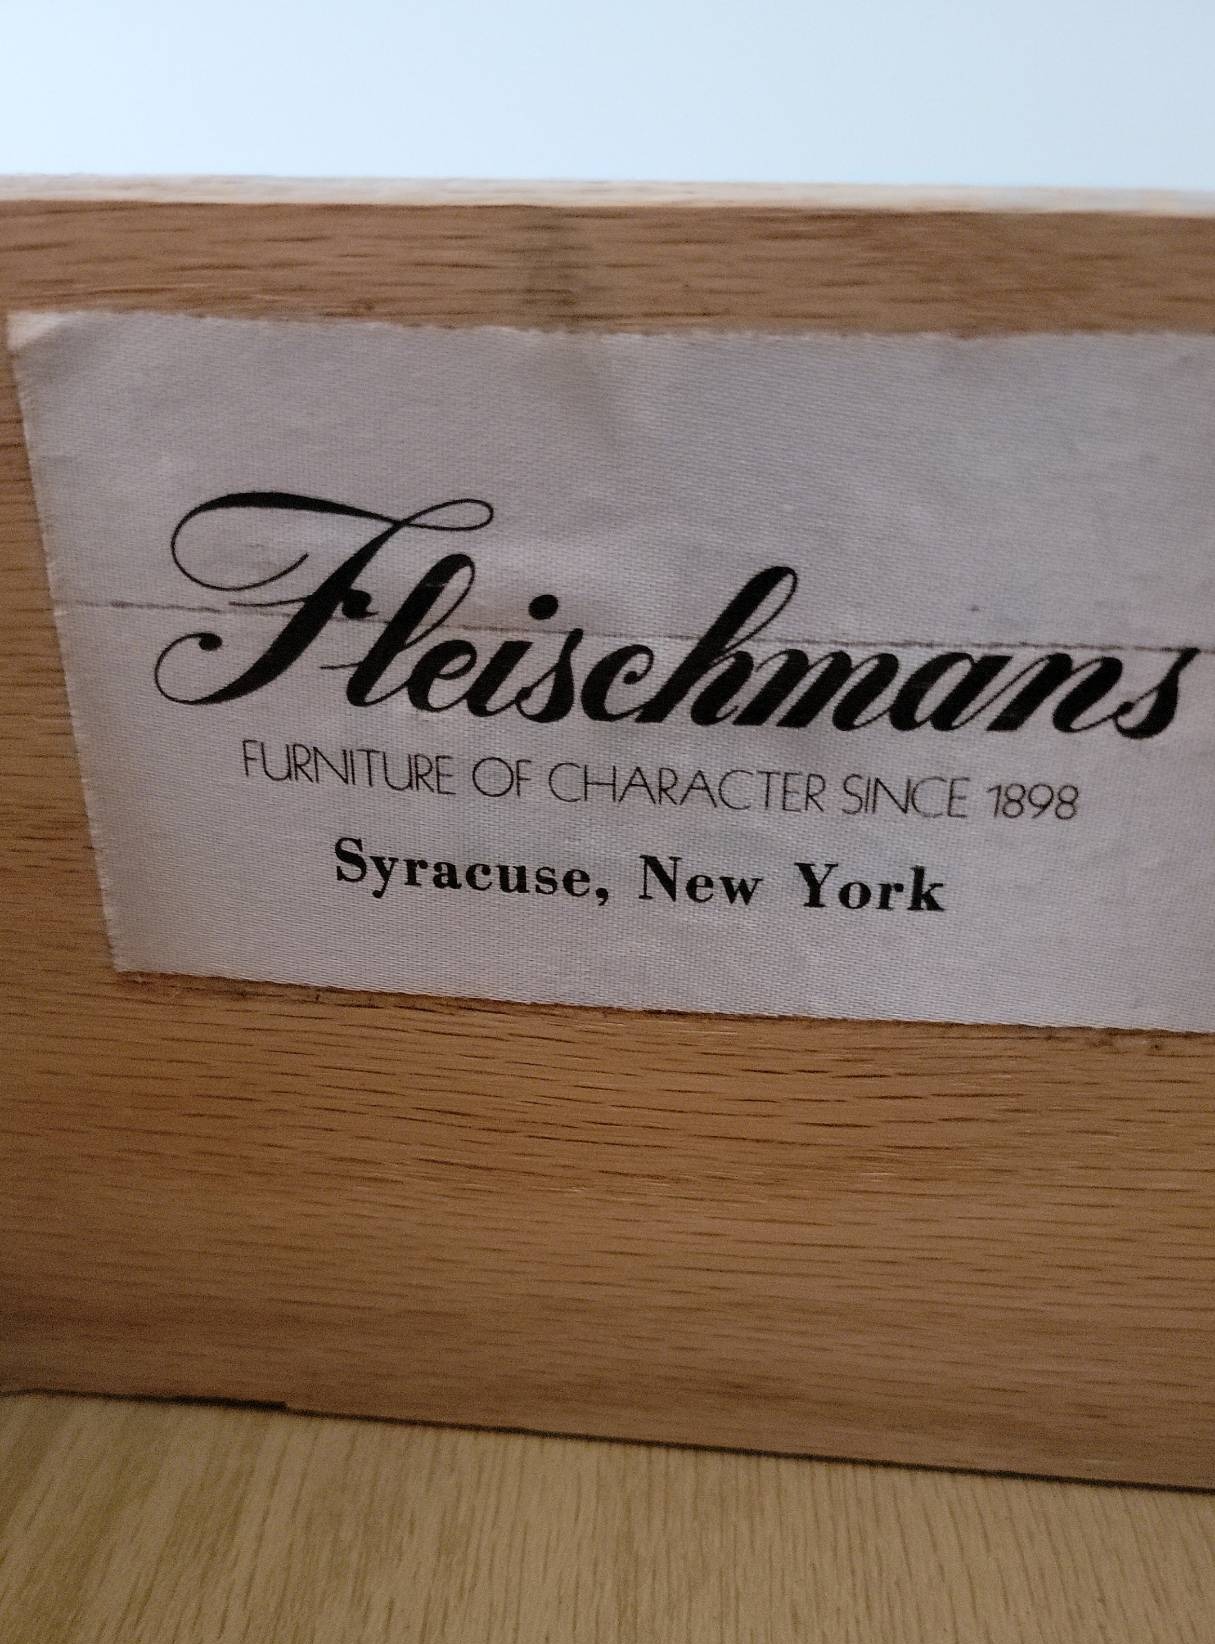 Fleischmans
FURNITURE OF CHARACTER SINCE 1898
Syracuse, New York